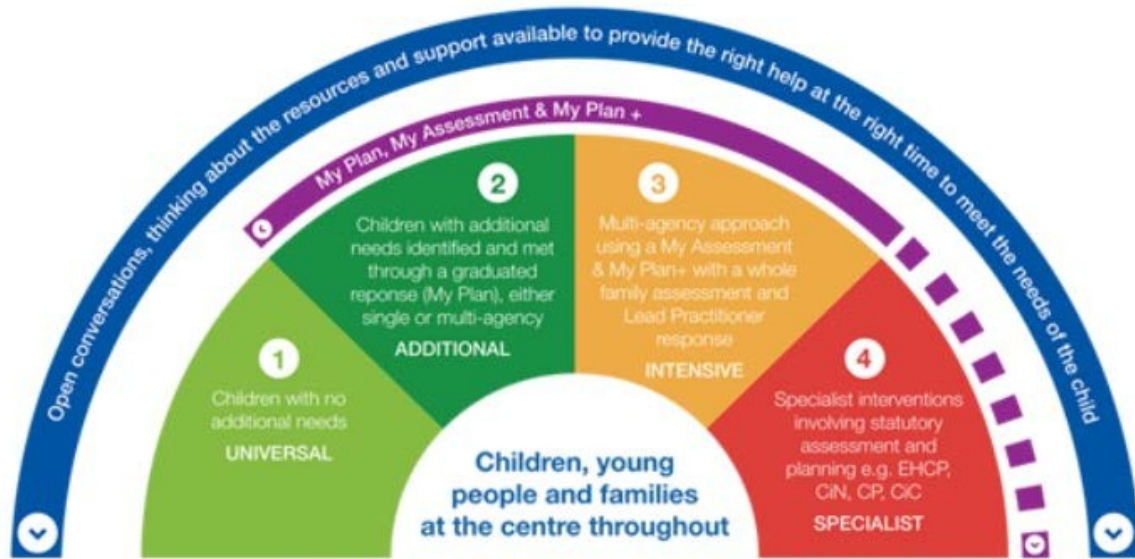 Open conversations, thinking about the resources and support available to provide the right help at the right time to meet the needs of the child
My Plan, My Assessment & My Plan +
1
Children with no
additional needs
UNIVERSAL
2
Children with additional
needs identified and met
through a graduated
reponse (My Plan), either
single or multi-agency
ADDITIONAL
3
Multi-agency approach
using a My Assessment
& My Plan+ with a whole
family assessment and
Lead Practitioner
response
INTENSIVE
4
Specialist interventions
involving statutory
assessment and
planning e.g. EHCP,
CiN, CP, CiC
SPECIALIST
Children, young
people and families
at the centre throughout